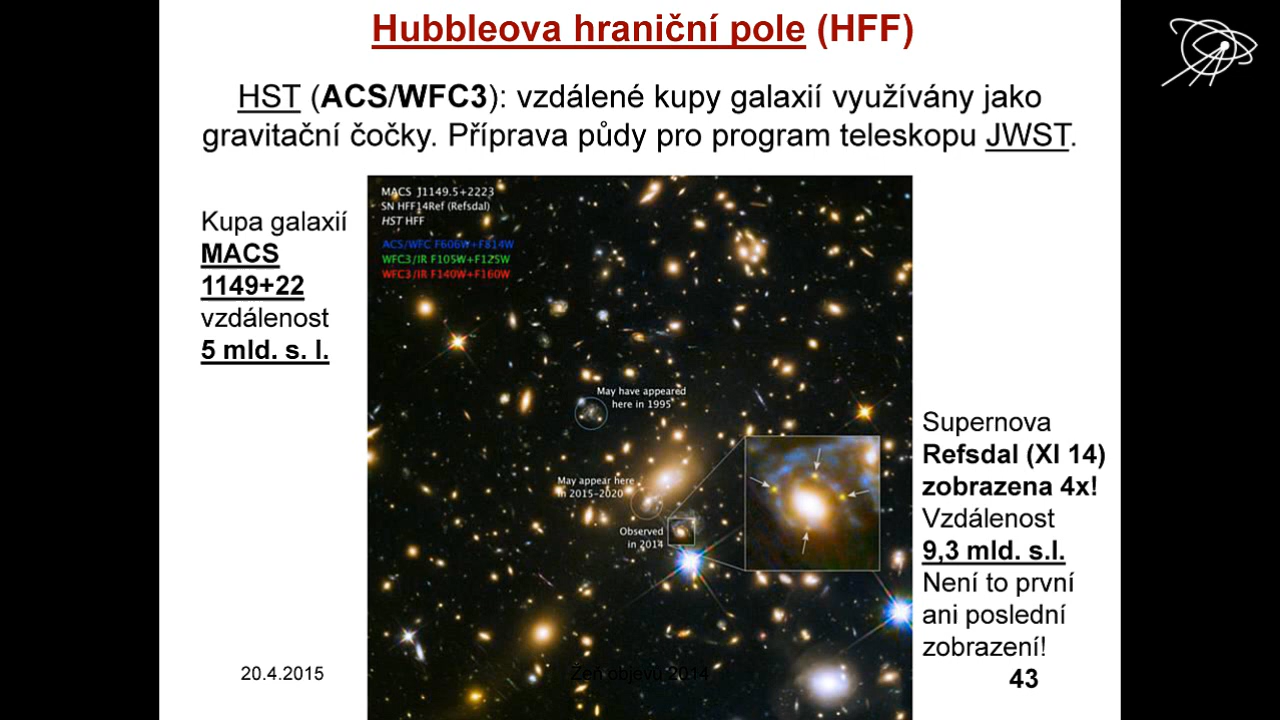 Hubbleova hraniční pole (HFF)
HST (ACS/WFC3): vzdálené kupy galaxií využívány jako
gravitační čočky. Příprava půdy pro program teleskopu JWST.
Kupa galaxií
MACS
1149+22
vzdálenost
5 mld. s. l.
MACS J1149.5+2223
SN HFF14Ref (Refsdal)
HST HFF
ACS/WFC F606W+F814W
WFC3/IR F105W+F125W
WFC3/IR F140W+F160W
May have appeared
here in 1995
May appear here
in 2015-2020
Observed
in 2014
Supernova
Refsdal (XI 14)
zobrazena 4x!
Vzdálenost
9,3 mld. s.l.
Není to první
ani poslední
zobrazení!
20.4.2015
Žeň objevů 2014
43